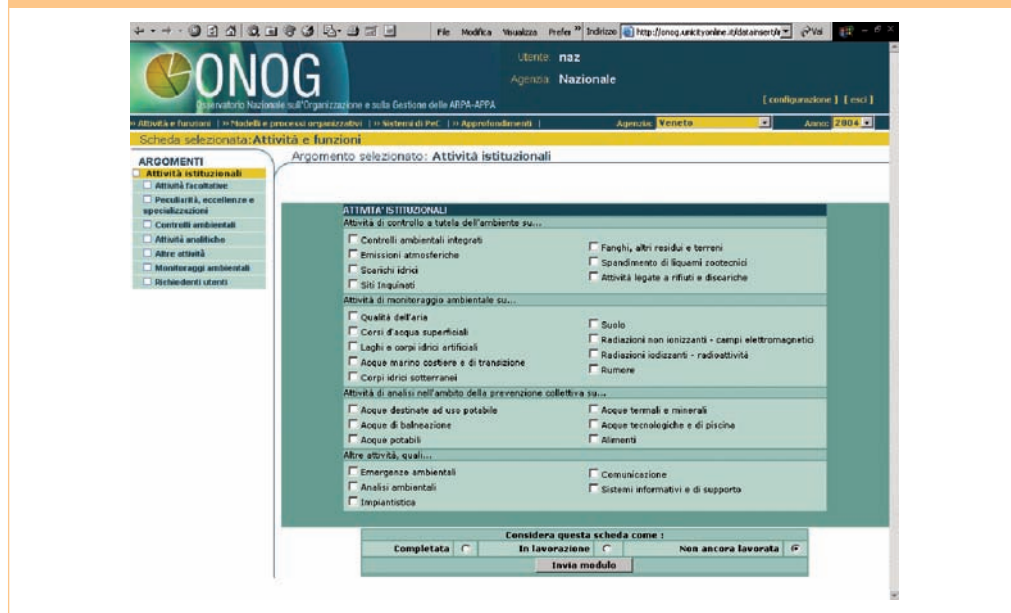 File Modifica Visualizza Prefer » Indirizzo http://onog.unicityonline.it/datainsert/i Vai
ONOG
Osservatorio Nazionale sull'Organizzazione e sulla Gestione delle ARPA-APPA
Utente: naz
Agenzia: Nazionale
[ configurazione ] [ esci ]
» Attività e funzioni | » Modelli e processi organizzativi | » Sistemi di PeC | » Approfondimenti | Agenzia: Veneto Anno: 2004
Scheda selezionata: Attività e funzioni
ARGOMENTI
Attività istituzionali
Attività facoltative
Peculiarità, eccellenze e
specializzazioni
Controlli ambientali
Attività analitiche
Altre attività
Monitoraggi ambientali
Richiedenti utenti
Argomento selezionato: Attività istituzionali
ATTIVITA' ISTITUZIONALI
Attività di controllo a tutela dell'ambiente su...
Controlli ambientali integrati
Emissioni atmosferiche
Scarichi idrici
Siti Inquinati
Fanghi, altri residui e terreni
Spandimento di liquami zootecnici
Attività legate a rifiuti e discariche
Attività di monitoraggio ambientale su...
Qualità dell'aria
Corsi d'acqua superficiali
Laghi e corpi idrici artificiali
Acque marino costiere e di transizione
Corpi idrici sotterranei
Suolo
Radiazioni non ionizzanti - campi elettromagnetici
Radiazioni iodizzanti - radioattività
Rumore
Attività di analisi nell'ambito della prevenzione collettiva su...
Acque destinate ad uso potabile
Acque di balneazione
Acque potabili
Acque termali e minerali
Acque tecnologiche e di piscina
Alimenti
Altre attività, quali...
Emergenze ambientali
Analisi ambientali
Impiantistica
Comunicazione
Sistemi informativi e di supporto
Considera questa scheda come :
Completata In lavorazione Non ancora lavorata
Invia modulo